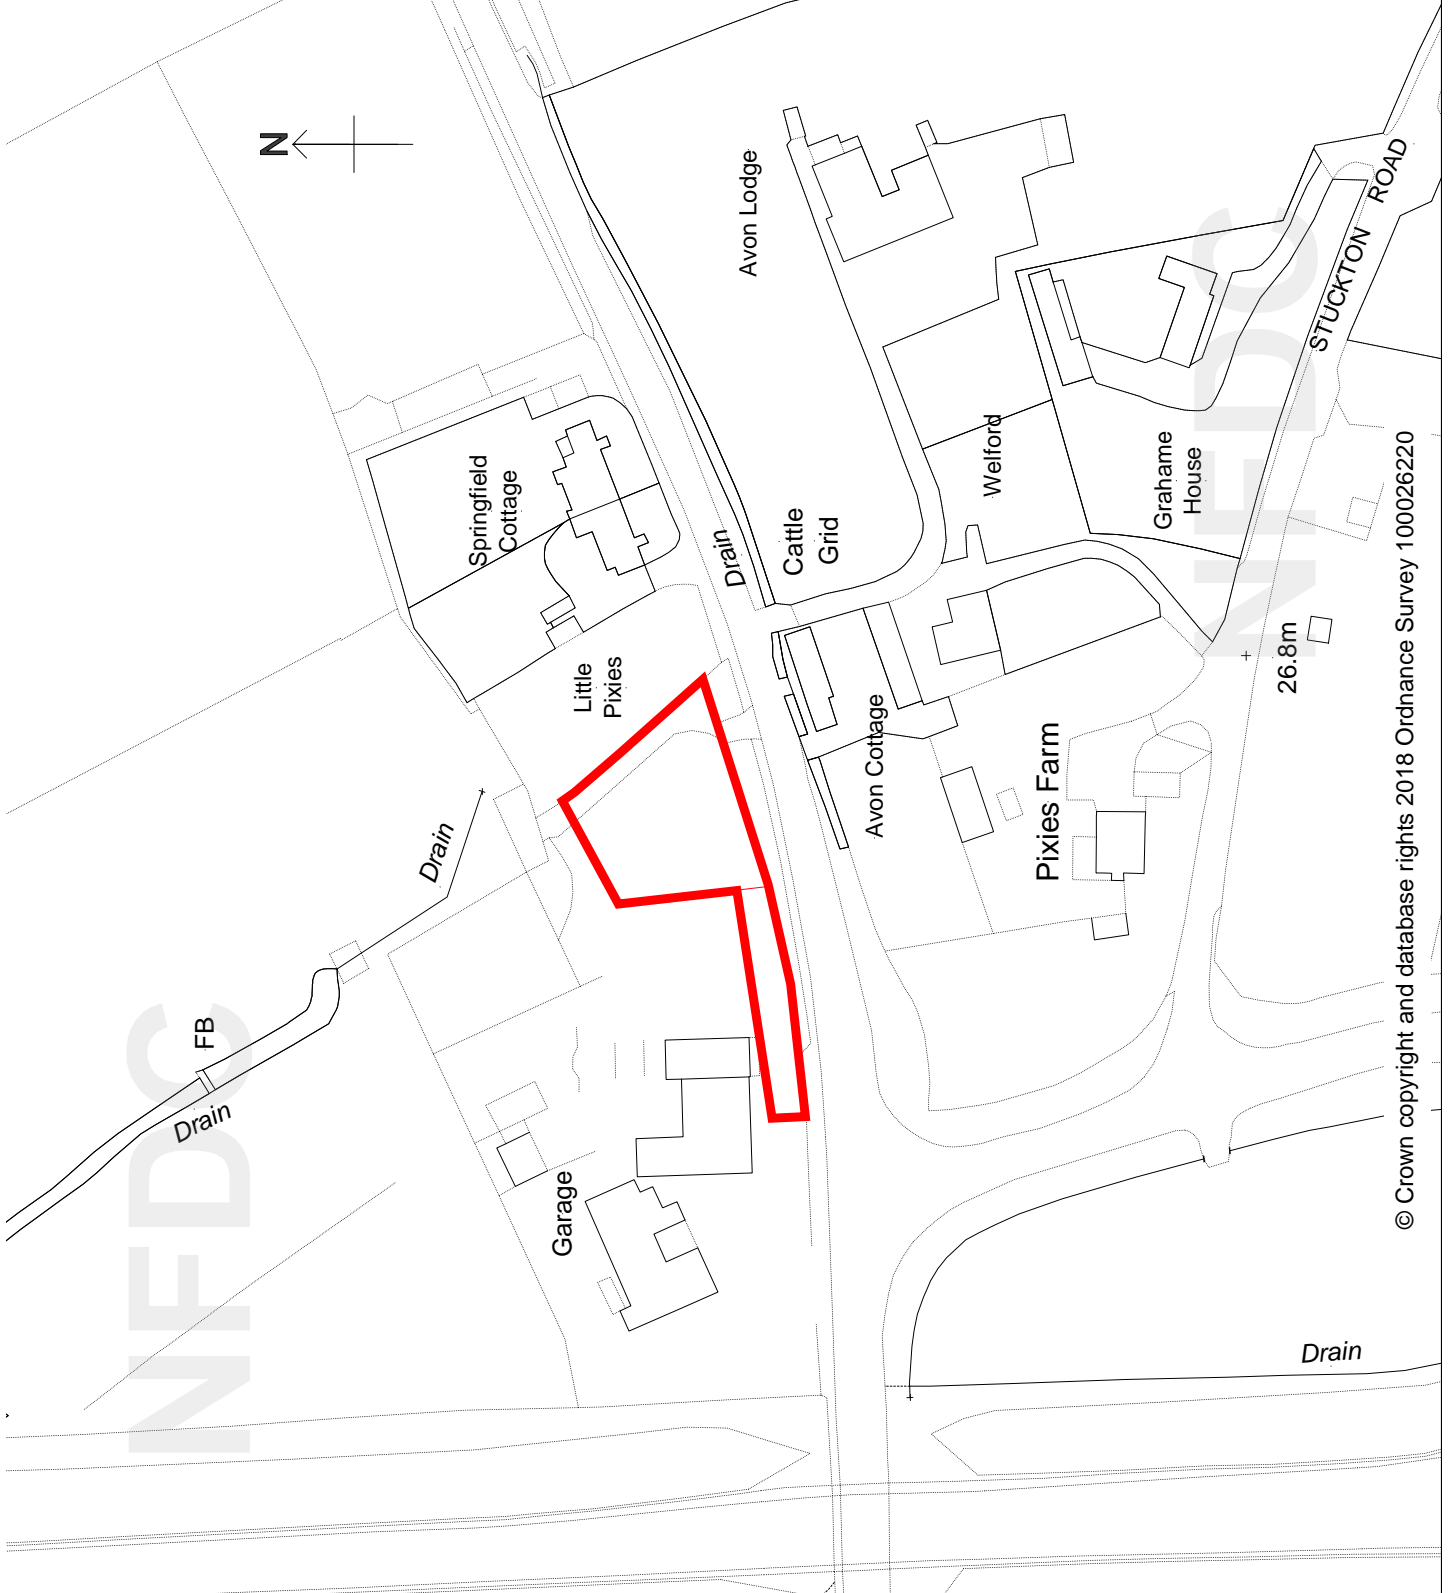 N
NFDC
FB
Drain
Drain
Garage
Springfield
Cottage
Little
Pixies
Drain
Cattle
Grid
Avon Lodge
Welford
Grahame
House
STUCKTON ROAD
Avon Cottage
Pixies Farm
26.8m
NFDC
Drain
© Crown copyright and database rights 2018 Ordnance Survey 100026220